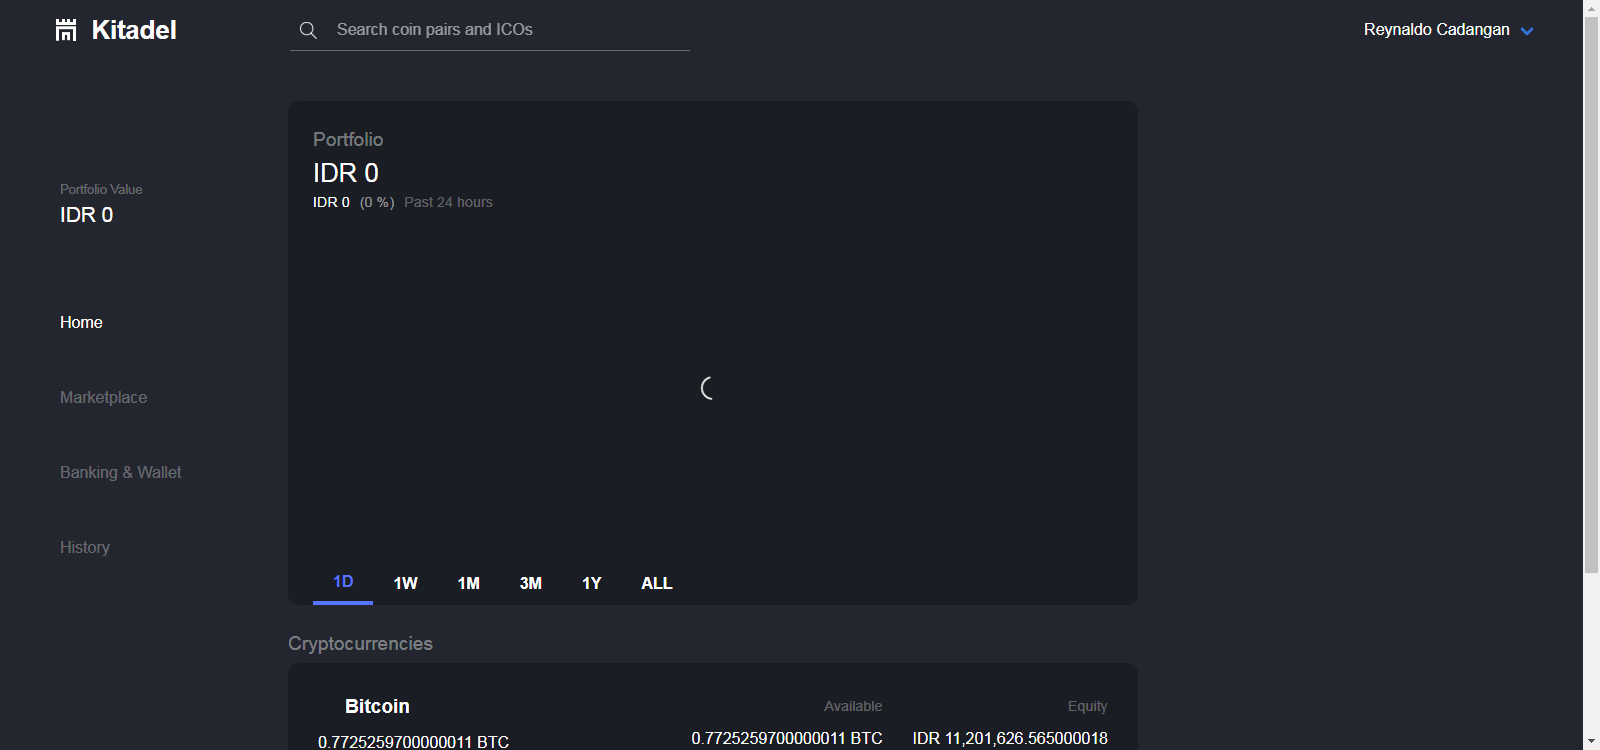 Kitadel
Search coin pairs and ICOs
Reynaldo Cadangan
Portfolio Value
IDR 0
Home
Marketplace
Banking & Wallet
History
Portfolio
IDR 0
IDR 0 (0 %) Past 24 hours
1D 1W 1M 3M 1Y ALL
Cryptocurrencies
Bitcoin Available Equity
0.7725259700000011 BTC 0.7725259700000011 BTC IDR 11,201,626.565000018